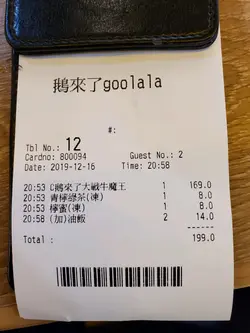 鵝來了goolala
#:
Tbl No.: 12
Cardno: 800094 Guest No.: 2
Date: 2019-12-16 Time: 20:58
20:53 C鵝來了大戰牛魔王 1 169.0
20:53 青檸綠茶(凍) 1 8.0
20:53 檸蜜(凍) 1 8.0
20:58 (加)油飯 2 14.0
Total : 199.0